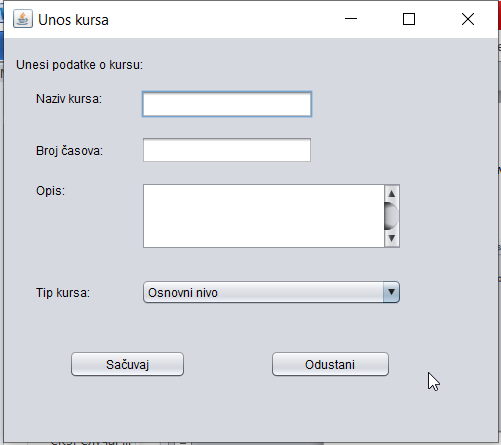 Unos kursa
Unesi podatke o kursu:
Naziv kursa:
Broj časova:
Opis:
Tip kursa:
Osnovni nivo
Sačuvaj
Odustani